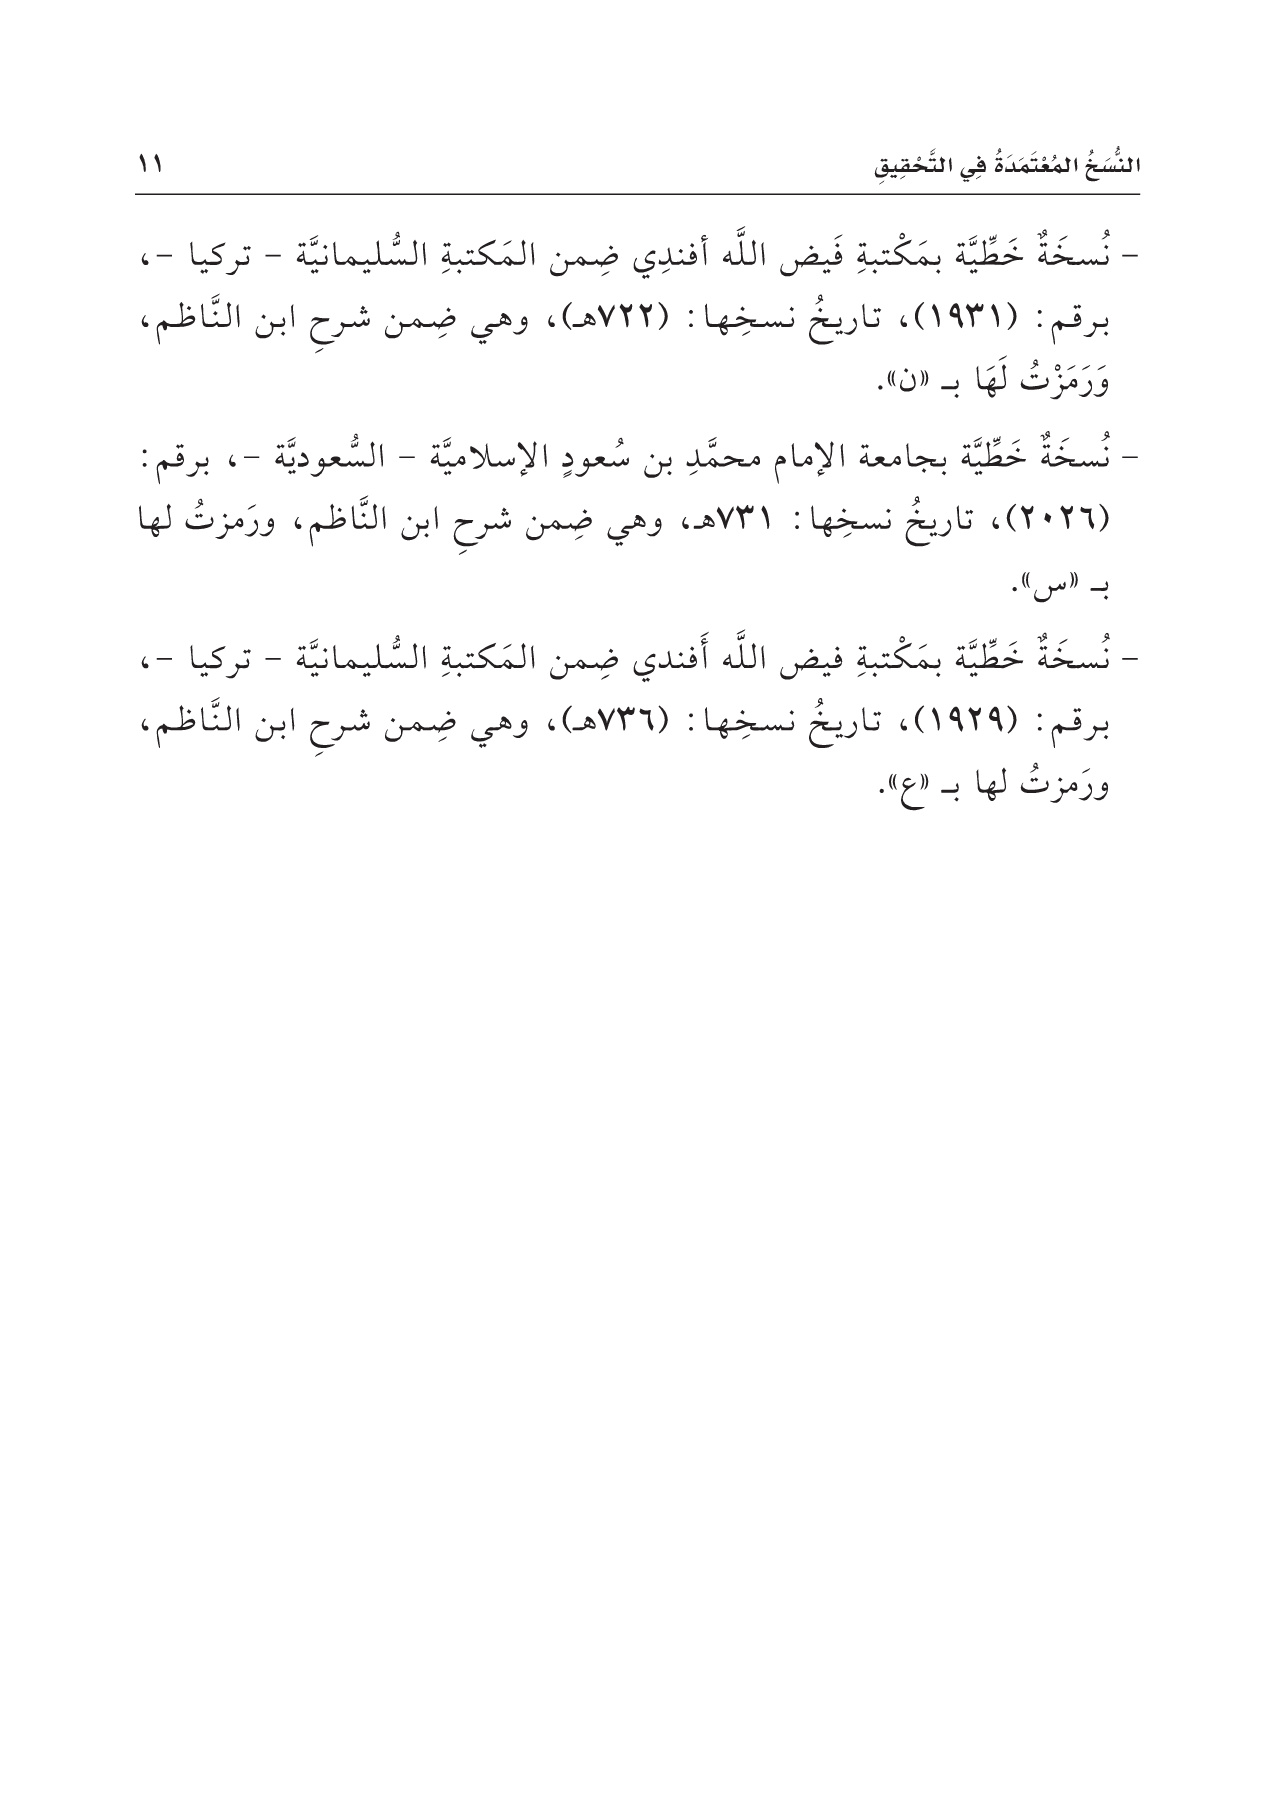 النُّسَخُ المُعْتَمَدَةُ فِي التَّحْقِيقِ ١١
- نُسخَةٌ خَطِّيَّة بمَكْتبةِ فَيض اللَّه أفندِي ضِمن المَكتبةِ السُّليمانيَّة - تركيا -،
برقم: (١٩٣١)، تاريخُ نسخِها: (٧٢٢هـ)، وهي ضِمن شرحِ ابن النَّاظم،
وَرَمَزْتُ لَهَا بـ «ن».
- نُسخَةٌ خَطِّيَّة بجامعة الإمام محمَّدِ بن سُعودٍ الإسلاميَّة - السُّعوديَّة -، برقم:
(٢٠٢٦)، تاريخُ نسخِها: ٧٣١هـ، وهي ضِمن شرحِ ابن النَّاظم، ورَمزتُ لها
بـ «س».
- نُسخَةٌ خَطِّيَّة بمَكْتبةِ فيض اللَّه أَفندي ضِمن المَكتبةِ السُّليمانيَّة - تركيا -،
برقم: (١٩٢٩)، تاريخُ نسخِها: (٧٣٦هـ)، وهي ضِمن شرحِ ابن النَّاظم،
ورَمزتُ لها بـ «ع».